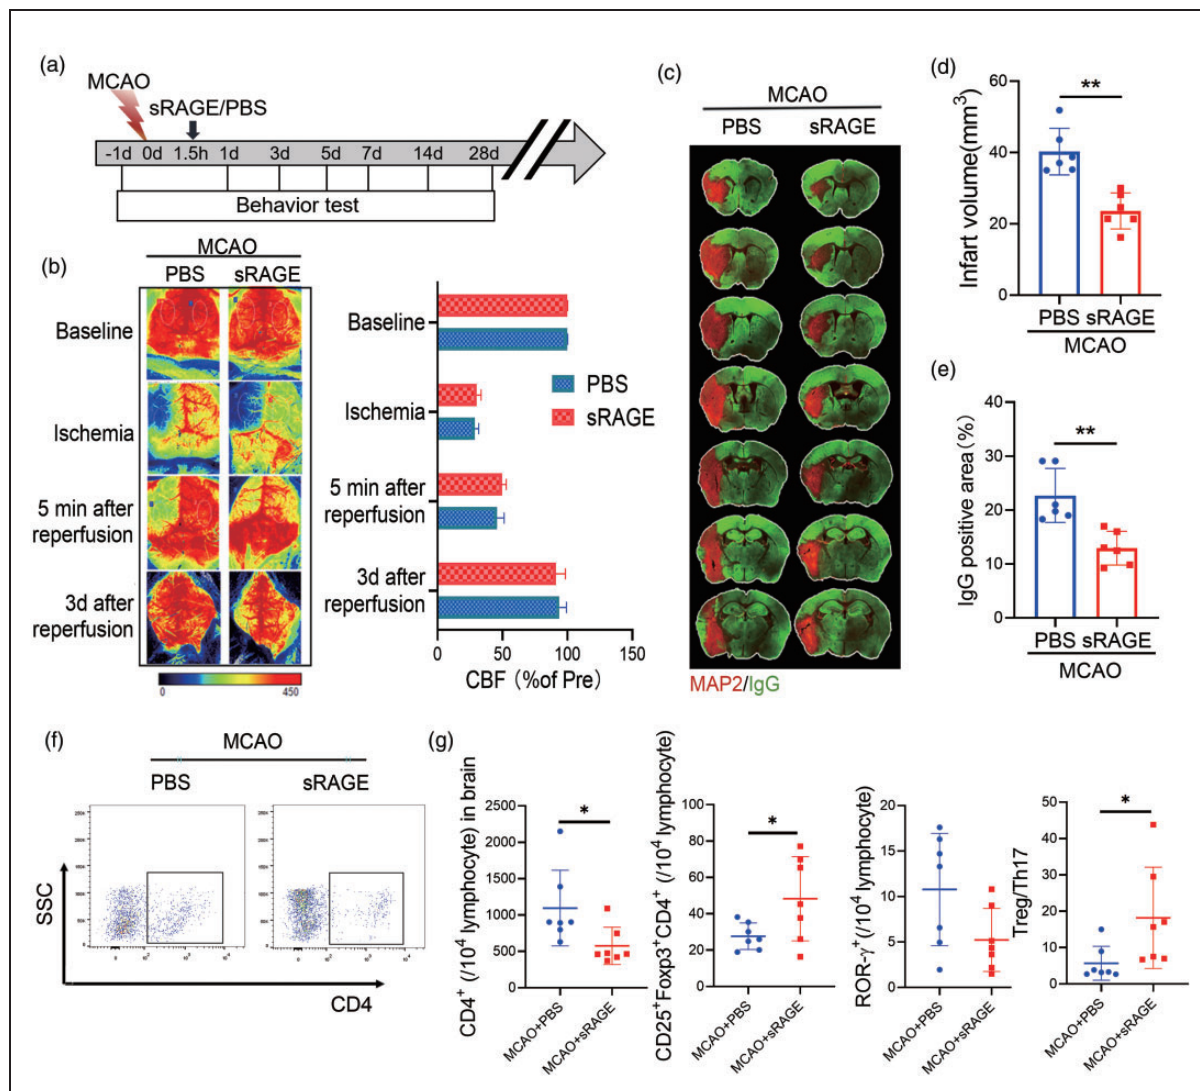 (a)
MCAO
sRAGE/PBS
-1d 0d 1.5h 1d 3d 5d 7d 14d 28d
Behavior test
(b)
MCAO
PBS sRAGE
Baseline
Ischemia
5 min after
reperfusion
3d after
reperfusion
0 450
Baseline
Ischemia
5 min after
reperfusion
3d after
reperfusion
PBS
sRAGE
0 50 100 150
CBF (%of Pre)
(c)
MCAO
PBS sRAGE
MAP2/IgG
(d)
Infart volume(mm³)
60
40
20
0
**
PBS sRAGE
MCAO
(e)
IgG positive area (%)
40
30
20
10
0
**
PBS sRAGE
MCAO
(f)
MCAO
PBS sRAGE
SSC
CD4
(g)
CD4⁺ (/10⁴ lymphocyte) in brain
2500
2000
1500
1000
500
0
*
MCAO+PBS
MCAO+sRAGE
CD25⁺Foxp3⁺CD4⁺ (/10⁴ lymphocyte)
100
80
60
40
20
0
*
MCAO+PBS
MCAO+sRAGE
ROR-γ⁺(/10⁴ lymphocyte)
20
15
10
5
0
MCAO+PBS
MCAO+sRAGE
Treg/Th17
50
40
30
20
10
0
*
MCAO+PBS
MCAO+sRAGE